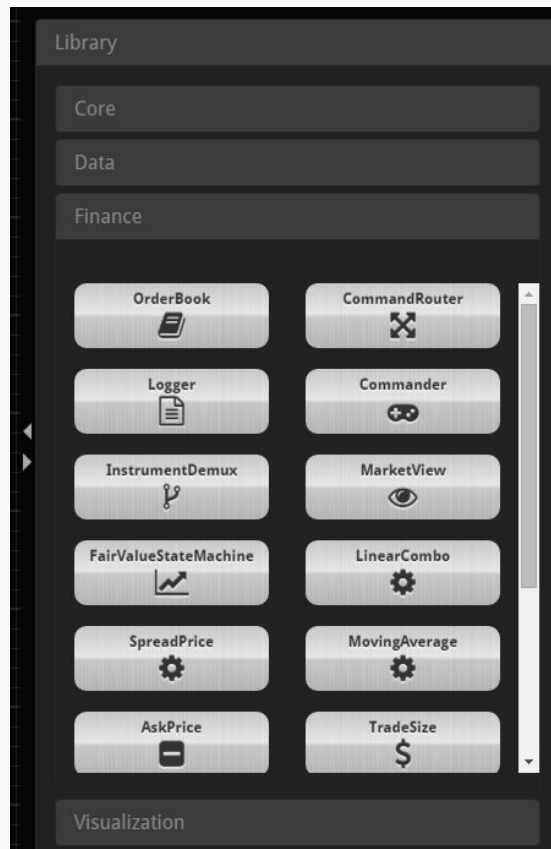 Library
Core
Data
Finance
OrderBook
CommandRouter
Logger
Commander
InstrumentDemux
MarketView
FairValueStateMachine
LinearCombo
SpreadPrice
MovingAverage
AskPrice
TradeSize
Visualization